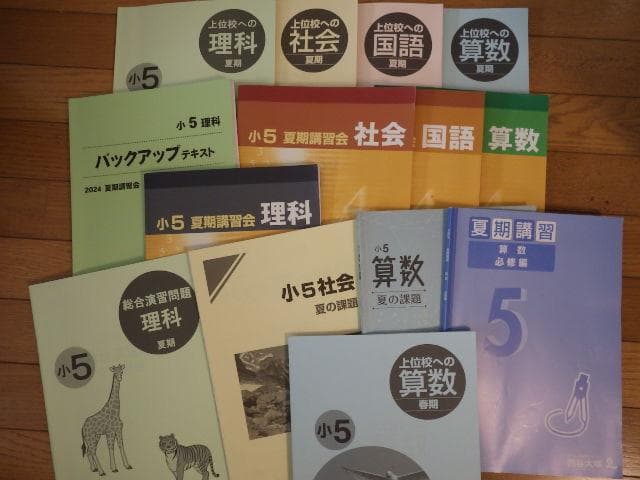 上位校への
理科
夏期
小5
上位校への
社会
夏期
上位校への
国語
夏期
上位校への
算数
夏期
小5 理科
バックアップテキスト
2024 夏期講習会
小5 夏期講習会 社会
国語
算数
小5 夏期講習会 理科
総合演習問題
理科
夏期
小5
小5社会
夏の課題
小5
算数
夏の課題
夏期講習
算数
必修編
5
四谷大塚
上位校への
算数
春期
小5